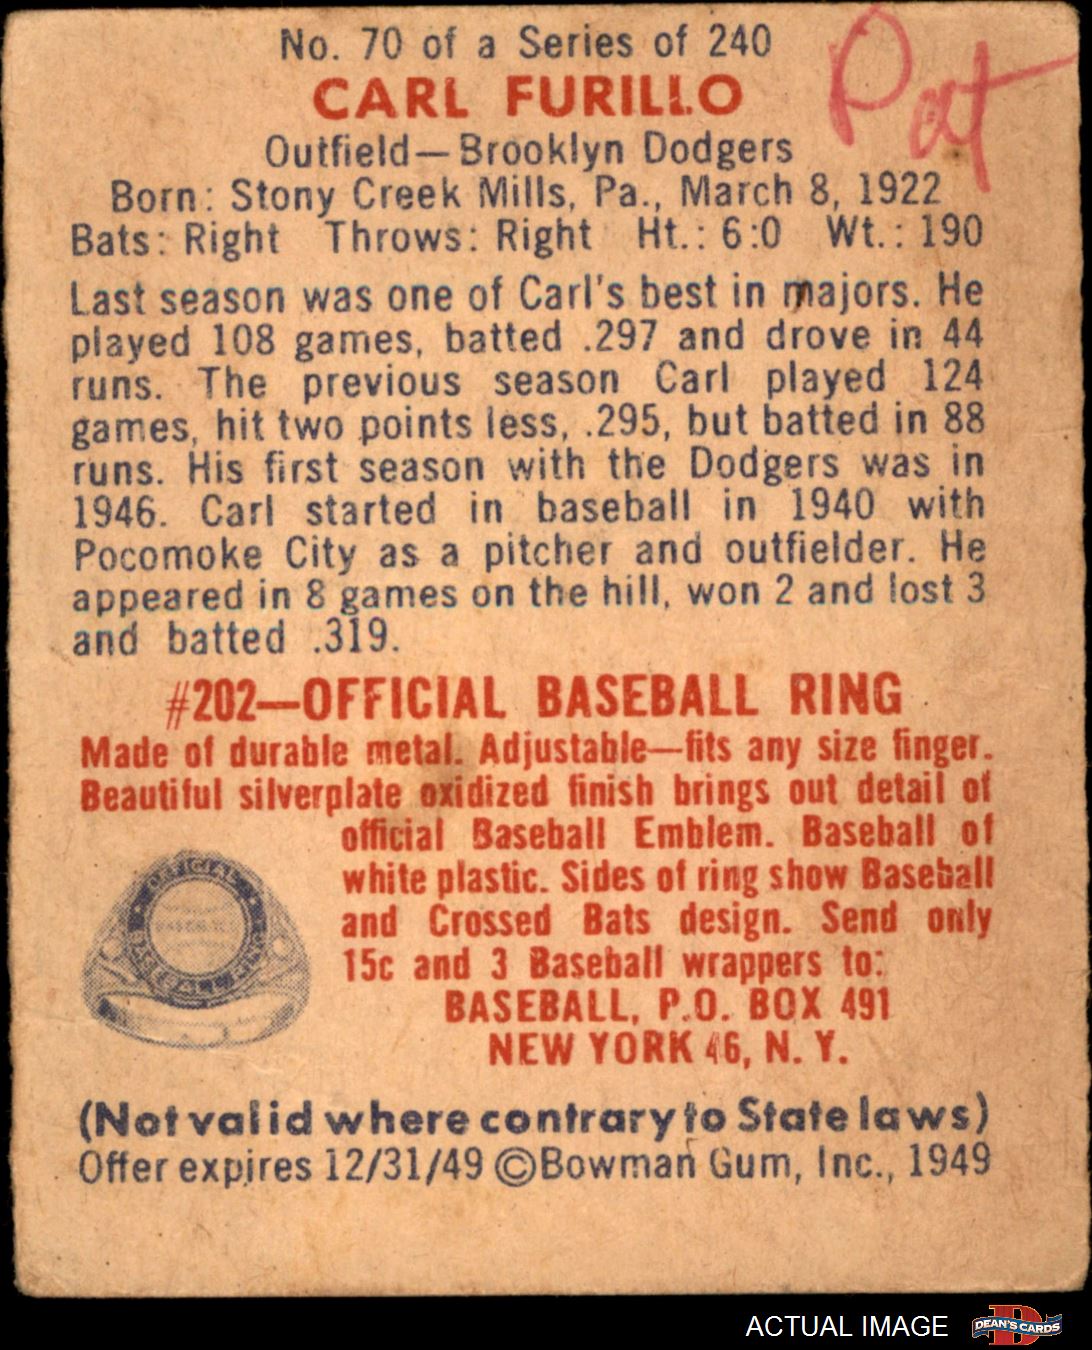 No. 70 of a Series of 240
Pat
CARL FURILLO
Outfield—Brooklyn Dodgers
Born: Stony Creek Mills, Pa., March 8, 1922
Bats: Right Throws: Right Ht.: 6:0 Wt.: 190
Last season was one of Carl's best in majors. He
played 108 games, batted .297 and drove in 44
runs. The previous season Carl played 124
games, hit two points less, .295, but batted in 88
runs. His first season with the Dodgers was in
1946. Carl started in baseball in 1940 with
Pocomoke City as a pitcher and outfielder. He
appeared in 8 games on the hill, won 2 and lost 3
and batted .319.
#202—OFFICIAL BASEBALL RING
Made of durable metal. Adjustable—fits any size finger.
Beautiful silverplate oxidized finish brings out detail of
official Baseball Emblem. Baseball of
white plastic. Sides of ring show Baseball
and Crossed Bats design. Send only
15c and 3 Baseball wrappers to:
BASEBALL, P.O. BOX 491
NEW YORK 46, N. Y.
OFFICIAL
BASEBALL RING
(Not valid where contrary to State laws)
Offer expires 12/31/49 ©Bowman Gum, Inc., 1949
ACTUAL IMAGE
DEAN'S CARDS